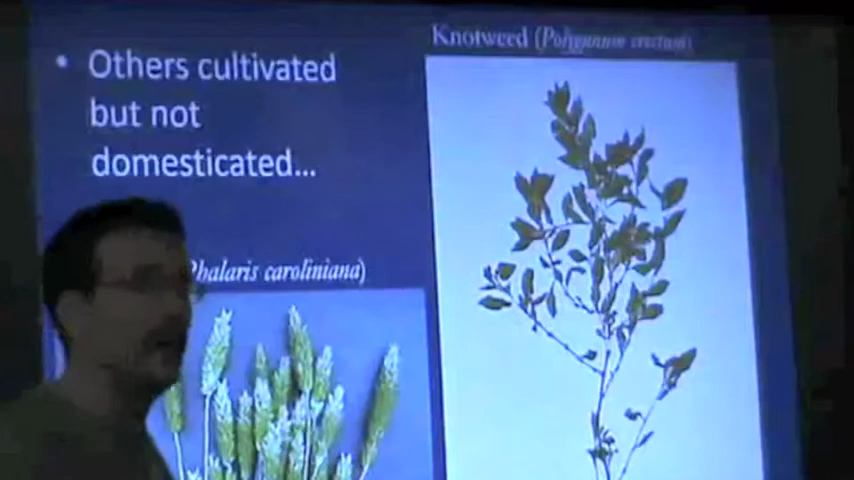 Knotweed (Polygonum erectum)
• Others cultivated
but not
domesticated...
Phalaris caroliniana)